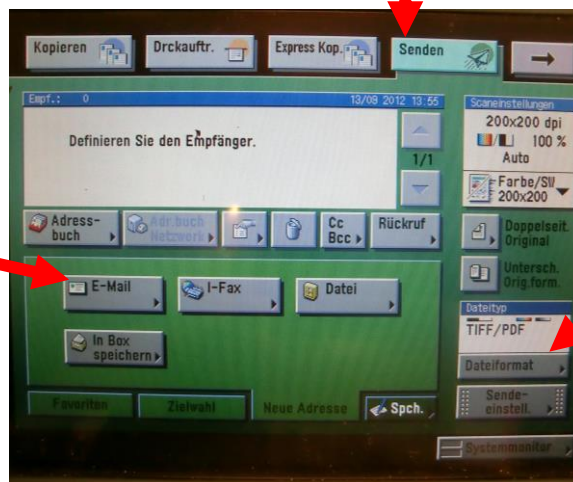 Kopieren
Drckauftr.
Express Kop.
Senden
Empf.: 0
13/09 2012 13:55
Definieren Sie den Empfänger.
1/1
Scaneinstellungen
200x200 dpi
100 %
Auto
Farbe/SW
200x200
Adress-
buch
Adr.buch
Netzwerk
Cc
Bcc
Rückruf
Doppelseit.
Original
Untersch.
Orig.form.
E-Mail
I-Fax
Datei
In Box
speichern
Dateityp
TIFF/PDF
Dateiformat
Favoriten
Zielwahl
Neue Adresse
Spch.
Sende-
einstell.
Systemmonitor